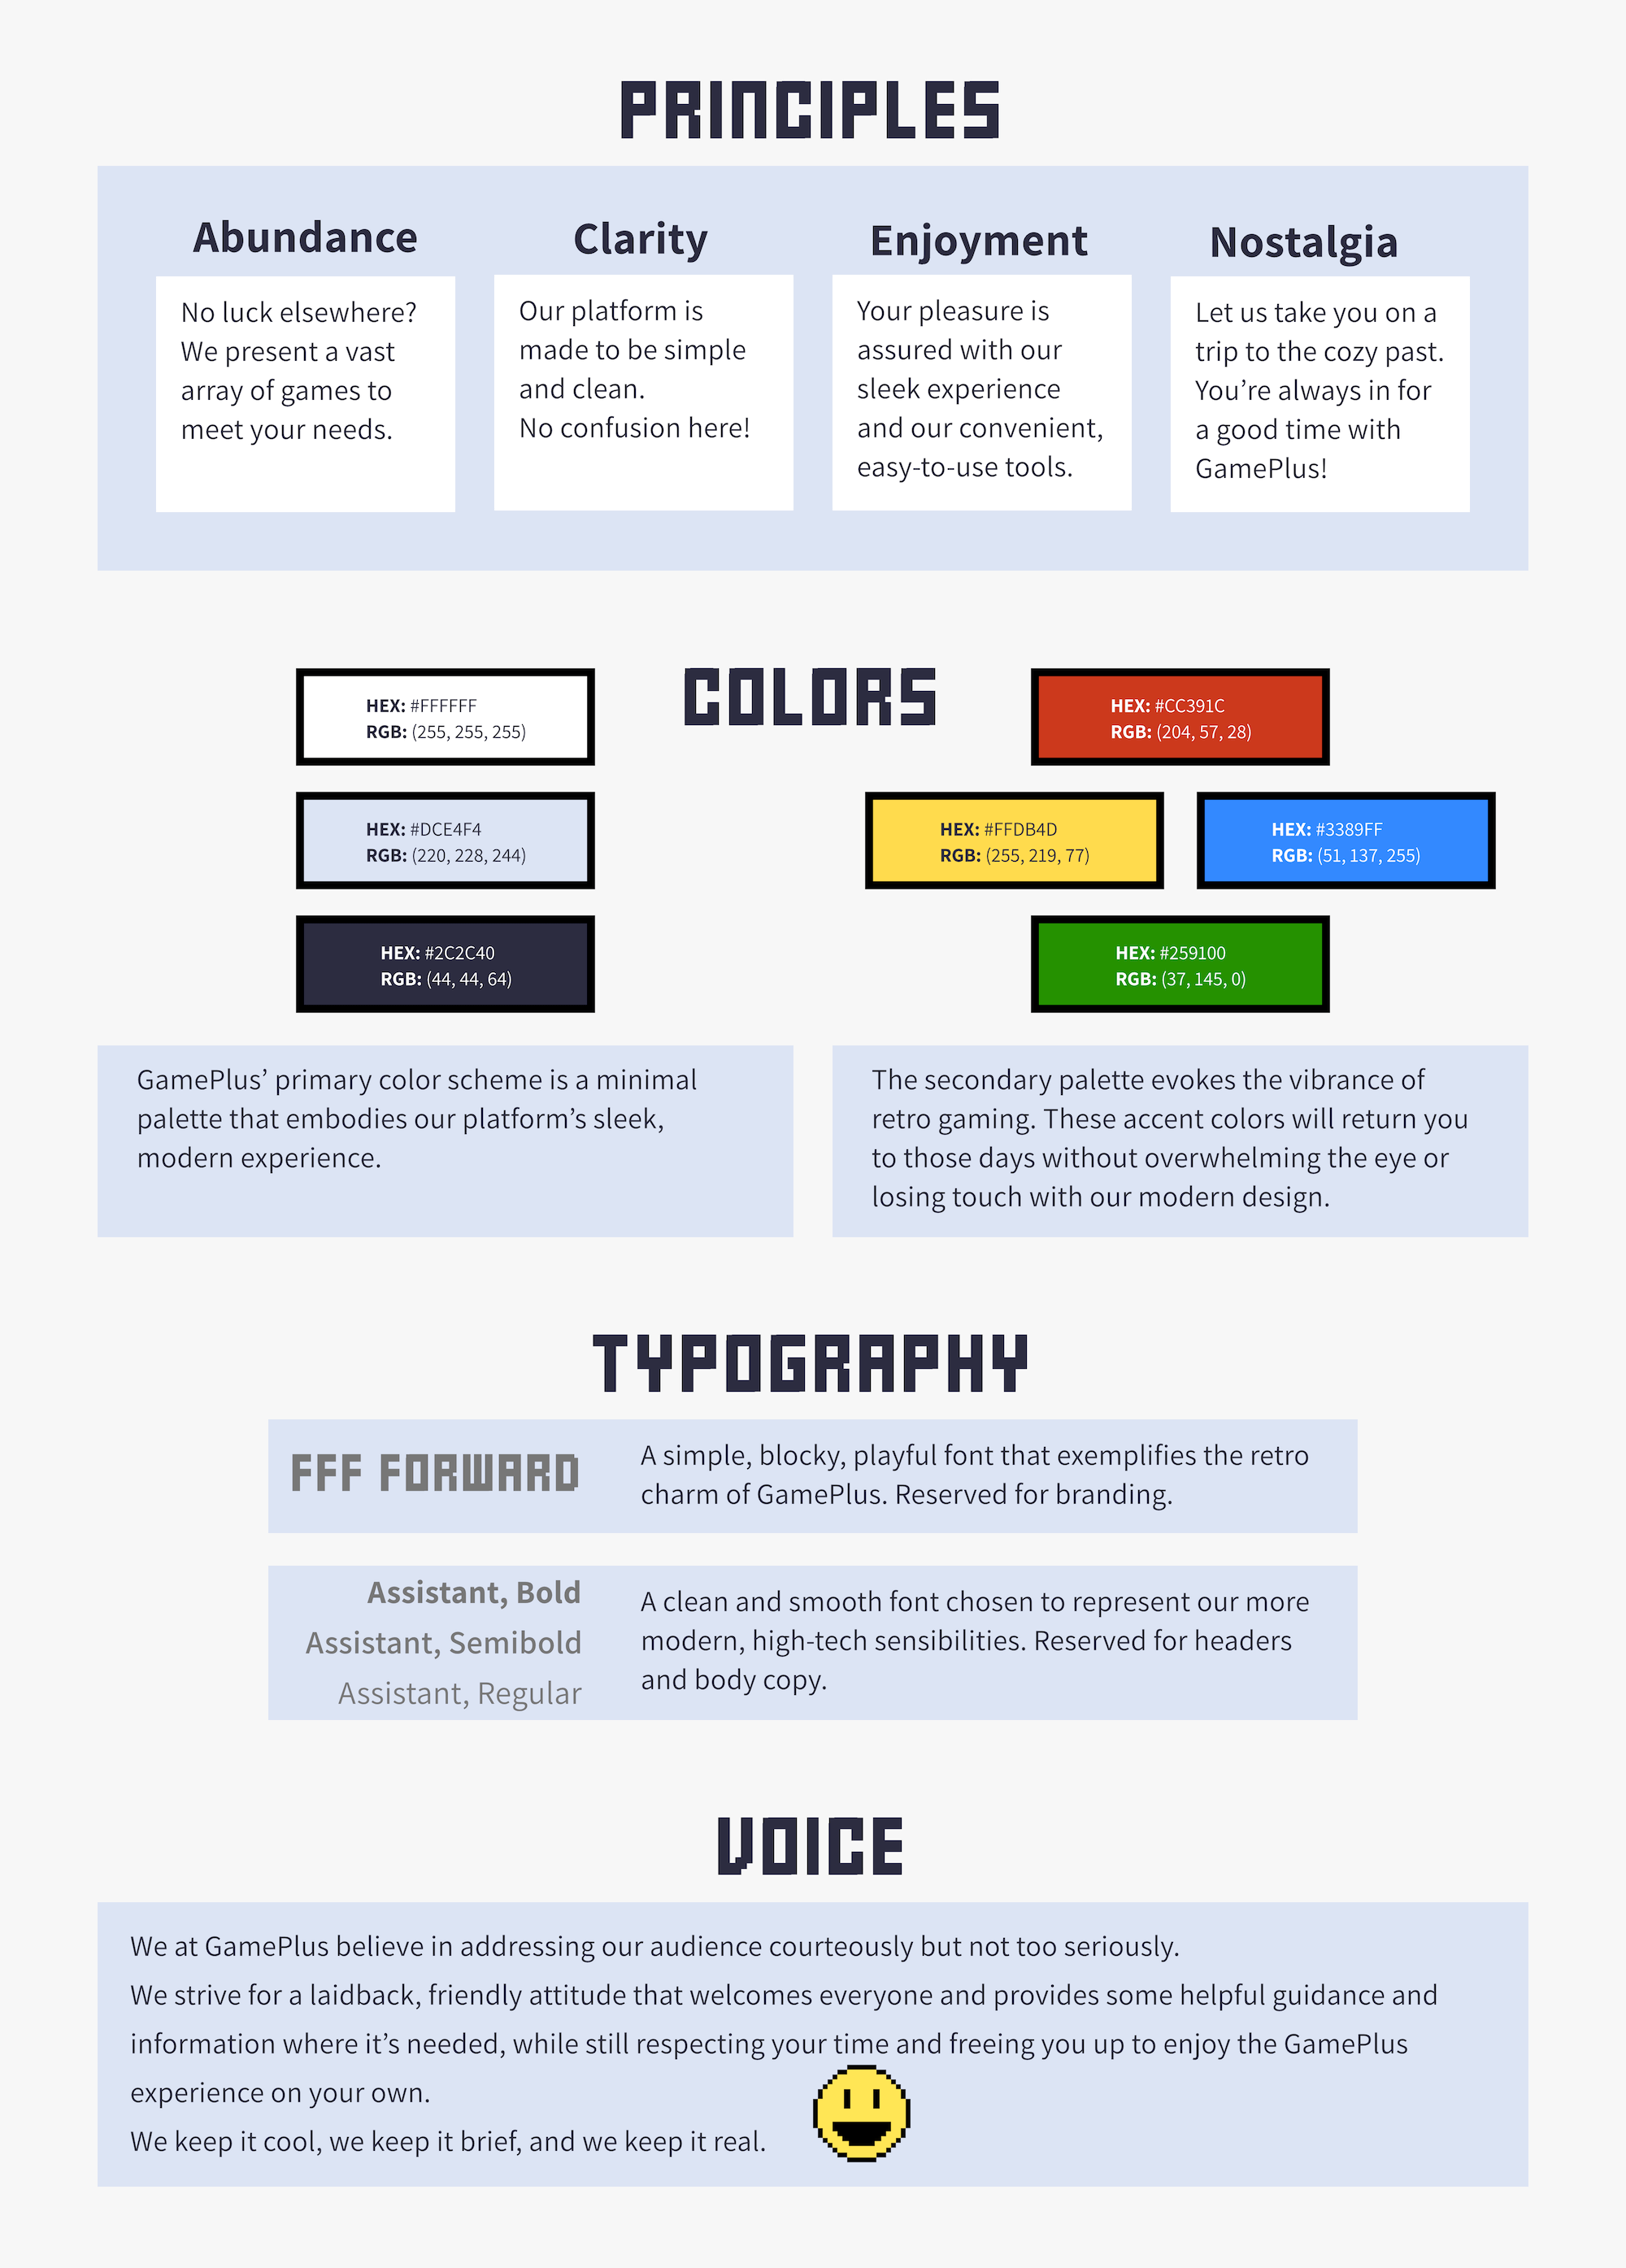 PRINCIPLES
Abundance
No luck elsewhere?
We present a vast
array of games to
meet your needs.
Clarity
Our platform is
made to be simple
and clean.
No confusion here!
Enjoyment
Your pleasure is
assured with our
sleek experience
and our convenient,
easy-to-use tools.
Nostalgia
Let us take you on a
trip to the cozy past.
You’re always in for
a good time with
GamePlus!
COLORS
HEX: #FFFFFF
RGB: (255, 255, 255)
HEX: #DCE4F4
RGB: (220, 228, 244)
HEX: #2C2C40
RGB: (44, 44, 64)
GamePlus’ primary color scheme is a minimal
palette that embodies our platform’s sleek,
modern experience.
HEX: #CC391C
RGB: (204, 57, 28)
HEX: #FFDB4D
RGB: (255, 219, 77)
HEX: #3389FF
RGB: (51, 137, 255)
HEX: #259100
RGB: (37, 145, 0)
The secondary palette evokes the vibrance of
retro gaming. These accent colors will return you
to those days without overwhelming the eye or
losing touch with our modern design.
TYPOGRAPHY
FFF FORWARD
A simple, blocky, playful font that exemplifies the retro
charm of GamePlus. Reserved for branding.
Assistant, Bold
Assistant, Semibold
Assistant, Regular
A clean and smooth font chosen to represent our more
modern, high-tech sensibilities. Reserved for headers
and body copy.
VOICE
We at GamePlus believe in addressing our audience courteously but not too seriously.
We strive for a laidback, friendly attitude that welcomes everyone and provides some helpful guidance and
information where it’s needed, while still respecting your time and freeing you up to enjoy the GamePlus
experience on your own.
We keep it cool, we keep it brief, and we keep it real.